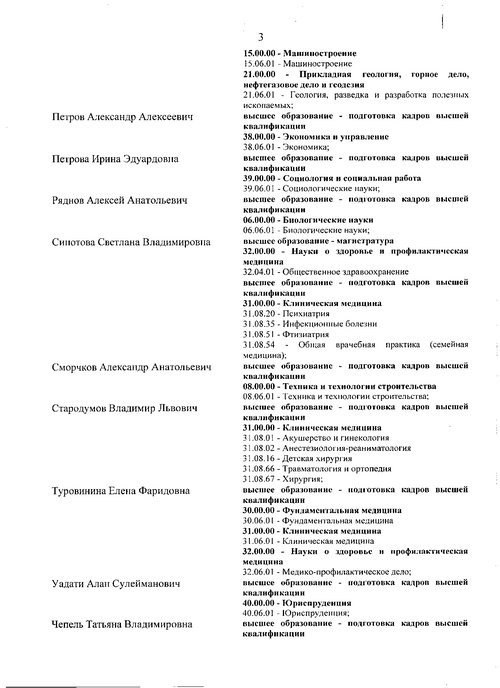 3
15.00.00 - Машиностроение
15.06.01 - Машиностроение
21.00.00 - Прикладная геология, горное дело,
нефтегазовое дело и геодезия
21.06.01 - Геология, разведка и разработка полезных
ископаемых;
Петров Александр Алексеевич высшее образование - подготовка кадров высшей
квалификации
38.00.00 - Экономика и управление
38.06.01 - Экономика;
Петрова Ирина Эдуардовна высшее образование - подготовка кадров высшей
квалификации
39.00.00 - Социология и социальная работа
39.06.01 - Социологические науки;
Ряднов Алексей Анатольевич высшее образование - подготовка кадров высшей
квалификации
06.00.00 - Биологические науки
06.06.01 - Биологические науки;
Синотова Светлана Владимировна высшее образование - магистратура
32.00.00 - Науки о здоровье и профилактическая
медицина
32.04.01 - Общественное здравоохранение
высшее образование - подготовка кадров высшей
квалификации
31.00.00 - Клиническая медицина
31.08.20 - Психиатрия
31.08.35 - Инфекционные болезни
31.08.51 - Фтизиатрия
31.08.54 - Общая врачебная практика (семейная
медицина);
Сморчков Александр Анатольевич высшее образование - подготовка кадров высшей
квалификации
08.00.00 - Техника и технологии строительства
08.06.01 - Техника и технологии строительства;
Стародумов Владимир Львович высшее образование - подготовка кадров высшей
квалификации
31.00.00 - Клиническая медицина
31.08.01 - Акушерство и гинекология
31.08.02 - Анестезиология-реаниматология
31.08.16 - Детская хирургия
31.08.66 - Травматология и ортопедия
31.08.67 - Хирургия;
Туровинина Елена Фаридовна высшее образование - подготовка кадров высшей
квалификации
30.00.00 - Фундаментальная медицина
30.06.01 - Фундаментальная медицина
31.00.00 - Клиническая медицина
31.06.01 - Клиническая медицина
32.00.00 - Науки о здоровье и профилактическая
медицина
32.06.01 - Медико-профилактическое дело;
Уадати Алан Сулейманович высшее образование - подготовка кадров высшей
квалификации
40.00.00 - Юриспруденция
40.06.01 - Юриспруденция;
Чепель Татьяна Владимировна высшее образование - подготовка кадров высшей
квалификации